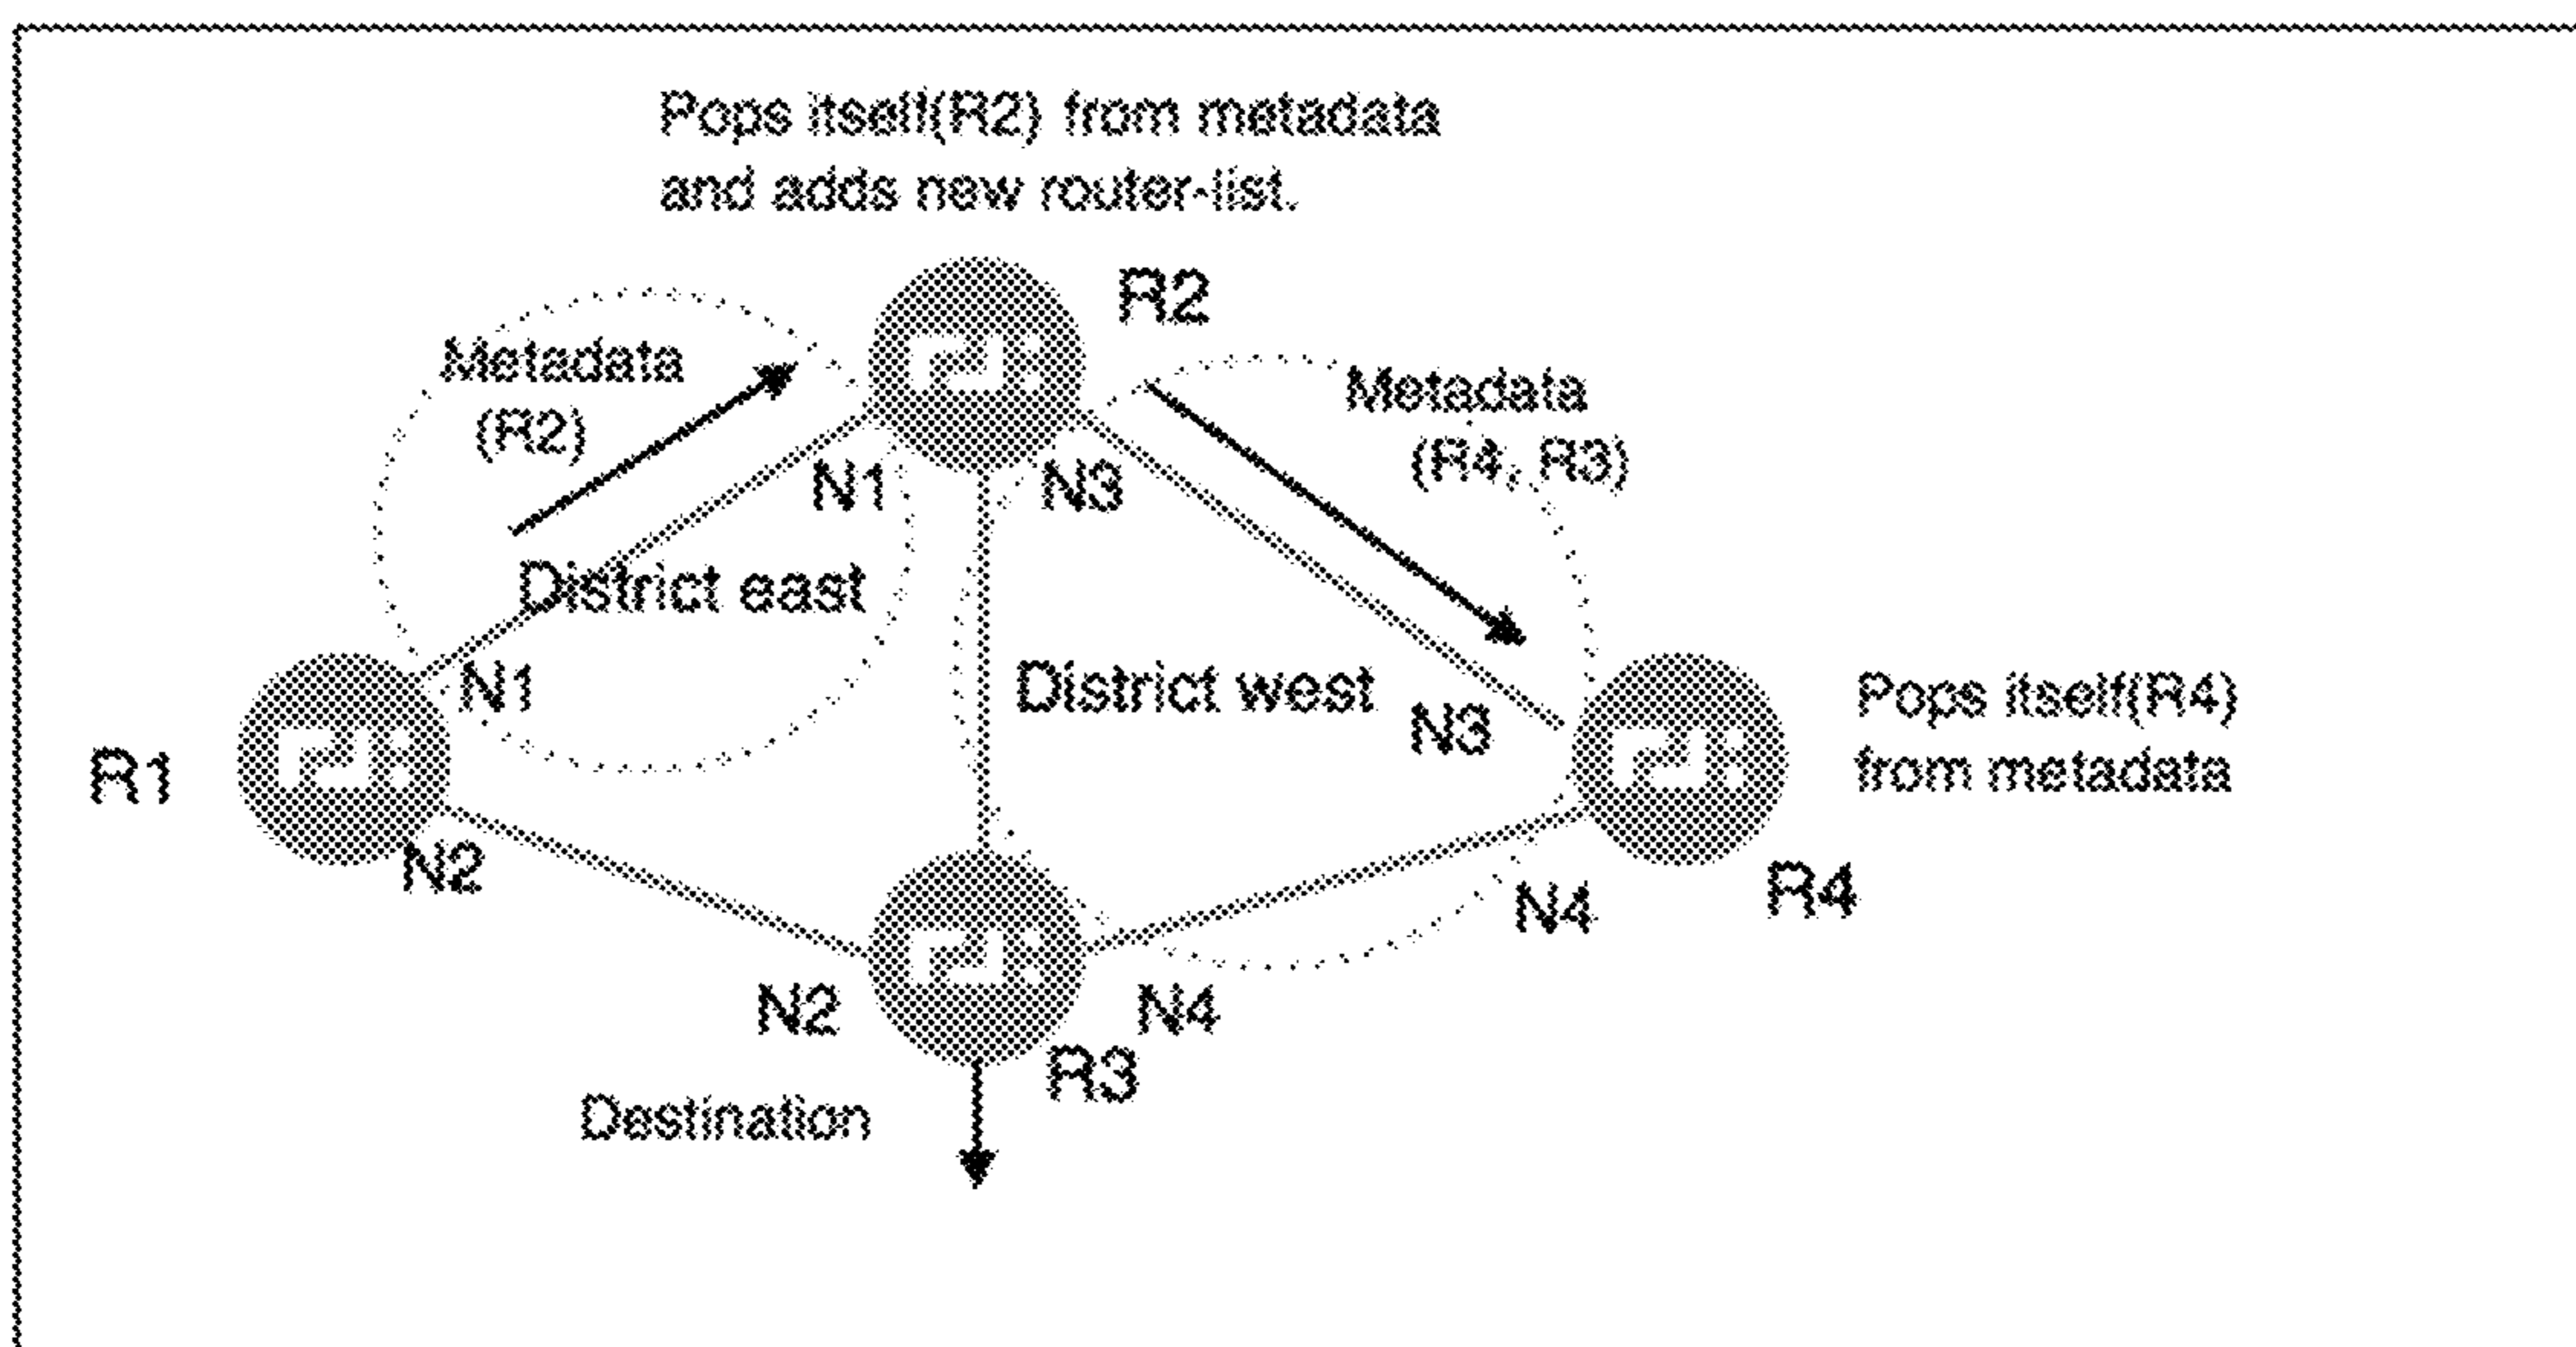 Pops itself(R2) from metadata
and adds new router-list.
R2
Metadata
(R2)
Metadata
(R4, R3)
N1
N3
District east
N1
District west
N3
Pops itself(R4)
from metadata
R1
N2
R4
N4
N2
N4
R3
Destination